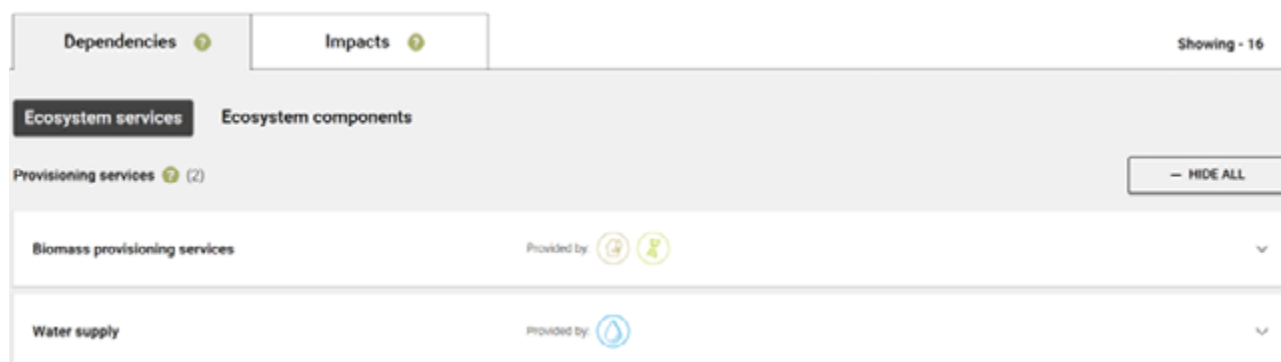 Dependencies ?
Impacts ?
Showing - 16
Ecosystem services
Ecosystem components
Provisioning services ? (2)
— HIDE ALL
Biomass provisioning services
Provided by:
Water supply
Provided by: